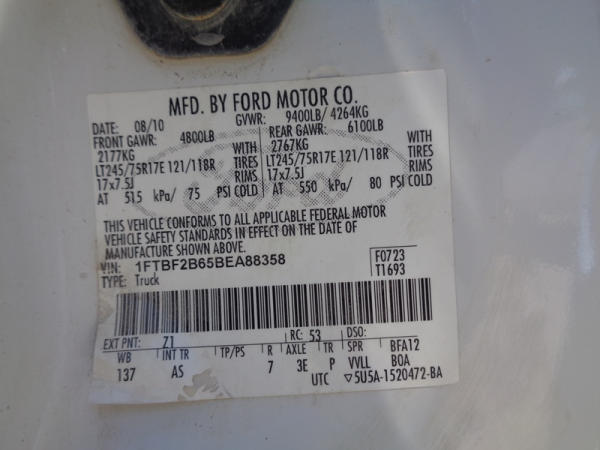 MFD. BY FORD MOTOR CO.
DATE: 08/10 GVWR: 9400LB/ 4264KG
FRONT GAWR: 4800LB REAR GAWR: 6100LB
2177KG WITH 2767KG WITH
LT245/75R17E 121/118R TIRES LT245/75R17E 121/118R TIRES
17x7.5J RIMS 17x7.5J RIMS
AT 515 kPa/ 75 PSI COLD AT 550 kPa/ 80 PSI COLD
THIS VEHICLE CONFORMS TO ALL APPLICABLE FEDERAL MOTOR
VEHICLE SAFETY STANDARDS IN EFFECT ON THE DATE OF
MANUFACTURE SHOWN ABOVE.
VIN: 1FTBF2B65BEA88358 F0723
TYPE: Truck T1693
EXT PNT: Z1 RC: 53 DSO:
WB INT TR TP/PS R AXLE TR SPR BFA12
137 AS 7 3E P VVLL BOA
UTC ▽5U5A-1520472-BA